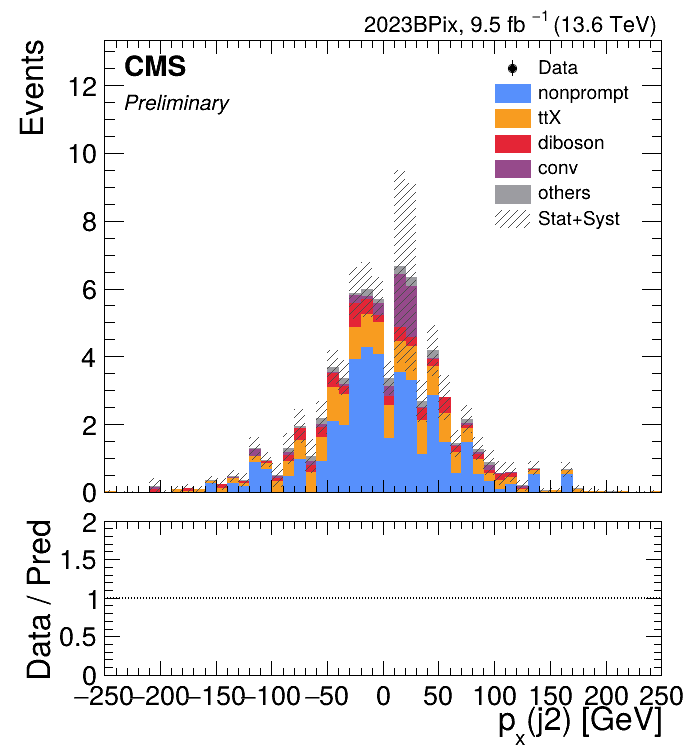 2023BPix, 9.5 fb⁻¹ (13.6 TeV)
CMS
Preliminary
Events
12
10
8
6
4
2
0
Data
nonprompt
ttX
diboson
conv
others
Stat+Syst
Data / Pred
2
1.5
1
0.5
0
−250 −200 −150 −100 −50 0 50 100 150 200 250
pₓ(j2) [GeV]